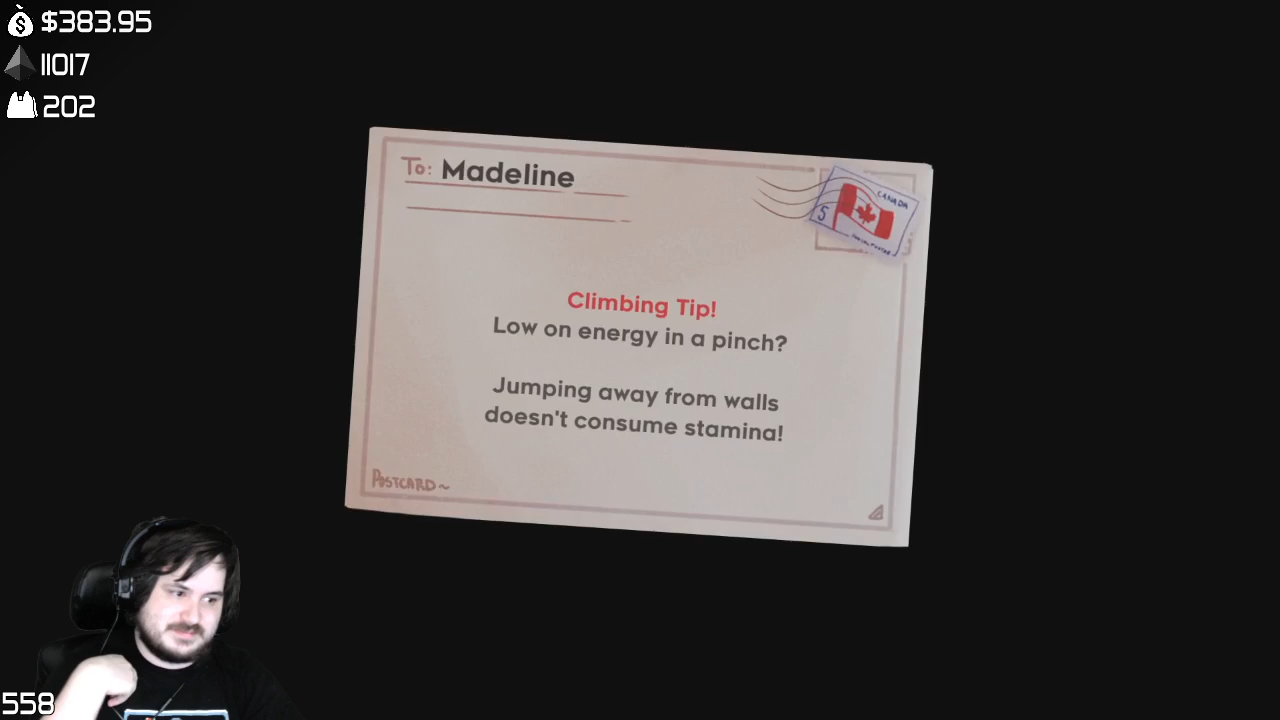 $383.95
11017
202
To: Madeline
CANADA
5
Climbing Tip!
Low on energy in a pinch?
Jumping away from walls
doesn't consume stamina!
POSTCARD~
558